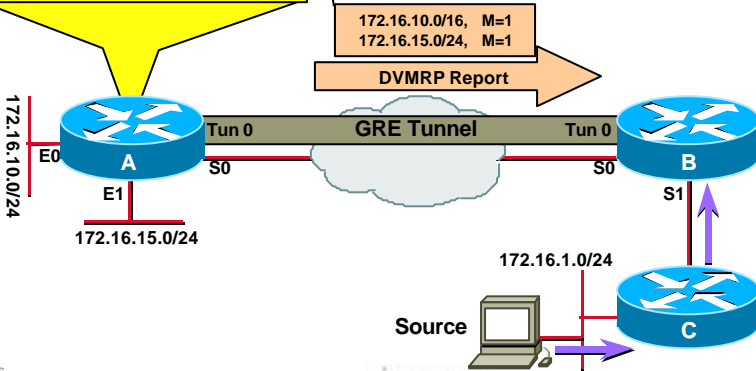 172.16.10.0/16, M=1
172.16.15.0/24, M=1
DVMRP Report
172.16.10.0/24
E0
A
Tun 0
GRE Tunnel
Tun 0
B
S0
S0
E1
S1
172.16.15.0/24
172.16.1.0/24
Source
C